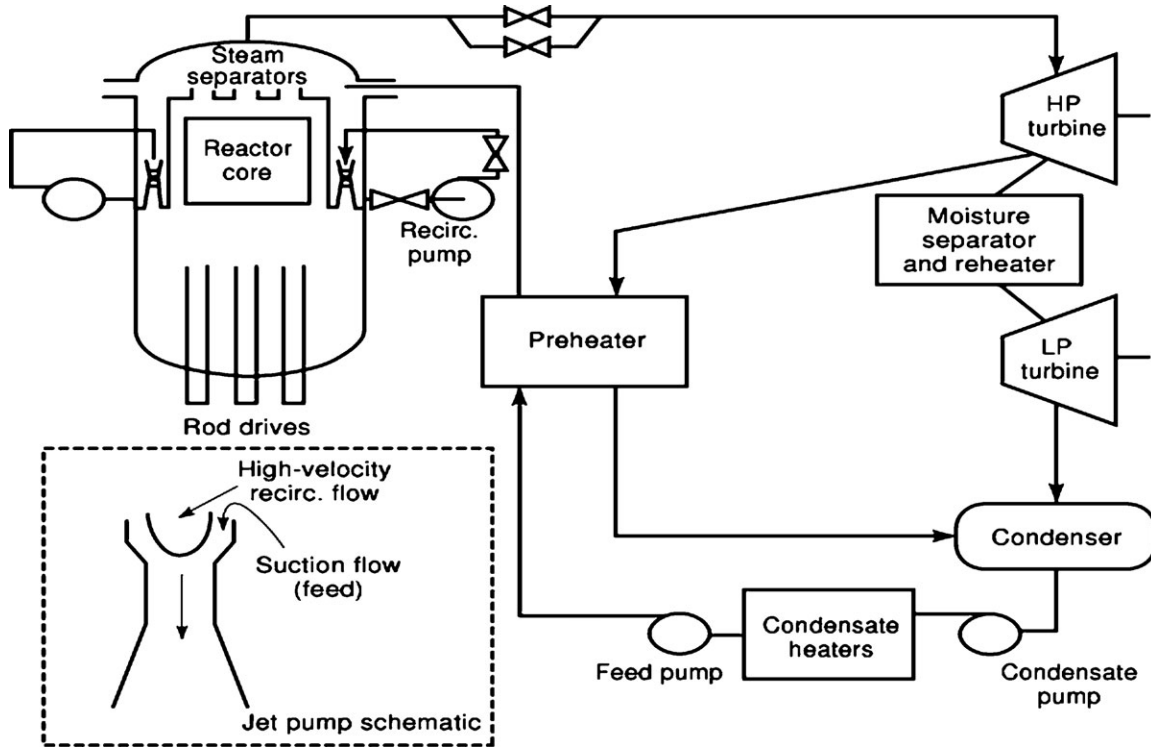 Steam
separators
Reactor
core
Recirc.
pump
Rod drives
HP
turbine
Moisture
separator
and reheater
LP
turbine
Preheater
Condenser
Condensate
heaters
Feed pump
Condensate
pump
High-velocity
recirc. flow
Suction flow
(feed)
Jet pump schematic